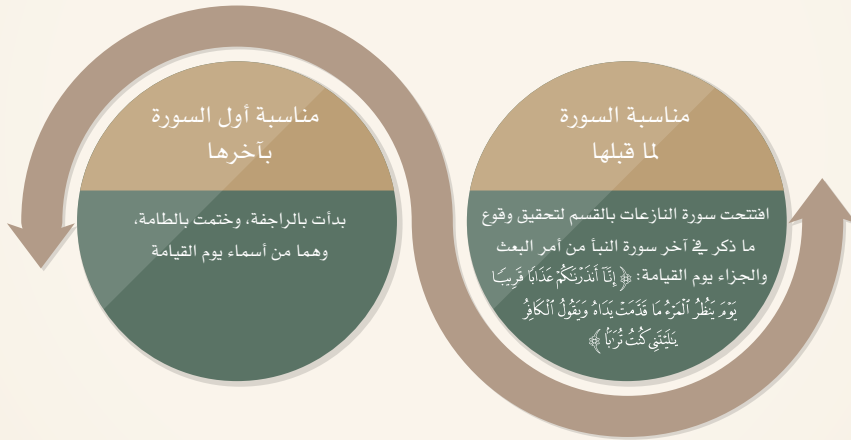 مناسبة السورة
لما قبلها
افتتحت سورة النازعات بالقسم لتحقيق وقوع
ما ذكر في آخر سورة النبأ من أمر البعث
والجزاء يوم القيامة: ﴿ إِنَّآ أَنذَرْنَٰكُمْ عَذَابًا قَرِيبًا
يَوْمَ يَنظُرُ ٱلْمَرْءُ مَا قَدَّمَتْ يَدَاهُ وَيَقُولُ ٱلْكَافِرُ
يَٰلَيْتَنِى كُنتُ تُرَٰبًۢا ﴾
مناسبة أول السورة
بآخرها
بدأت بالراجفة، وختمت بالطامة،
وهما من أسماء يوم القيامة